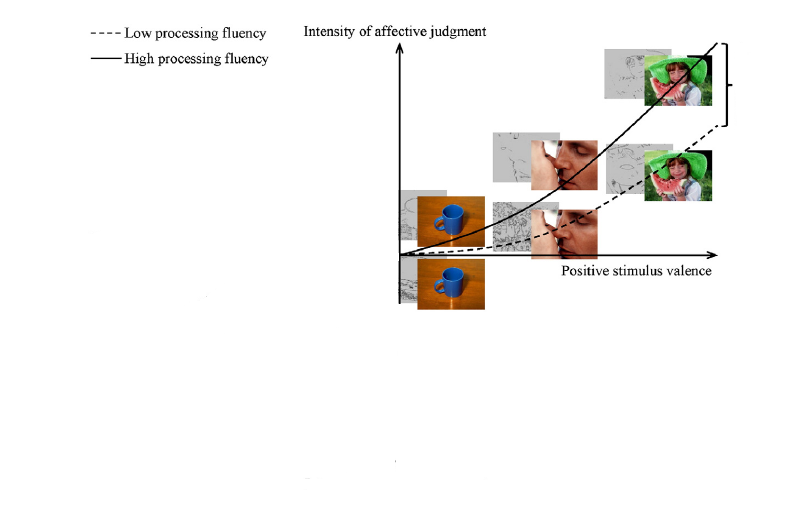 Low processing fluency
High processing fluency
Intensity of affective judgment
Positive stimulus valence